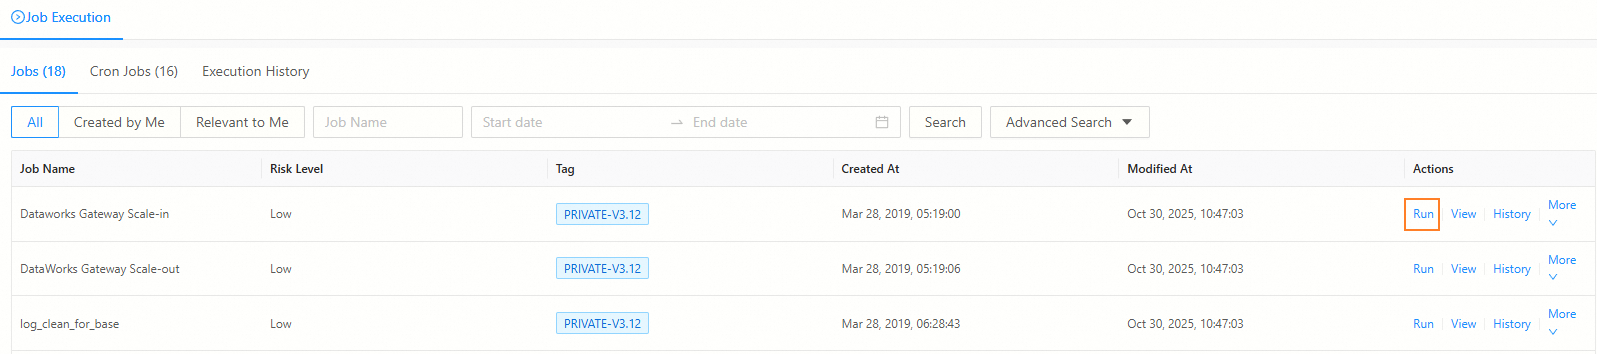 Job Execution
Jobs (18) Cron Jobs (16) Execution History
All Created by Me Relevant to Me Job Name Start date End date Search Advanced Search
Job Name Risk Level Tag Created At Modified At Actions
Dataworks Gateway Scale-in Low PRIVATE-V3.12 Mar 28, 2019, 05:19:00 Oct 30, 2025, 10:47:03 Run View History More
DataWorks Gateway Scale-out Low PRIVATE-V3.12 Mar 28, 2019, 05:19:06 Oct 30, 2025, 10:47:03 Run View History More
log_clean_for_base Low PRIVATE-V3.12 Mar 28, 2019, 06:28:43 Oct 30, 2025, 10:47:03 Run View History More